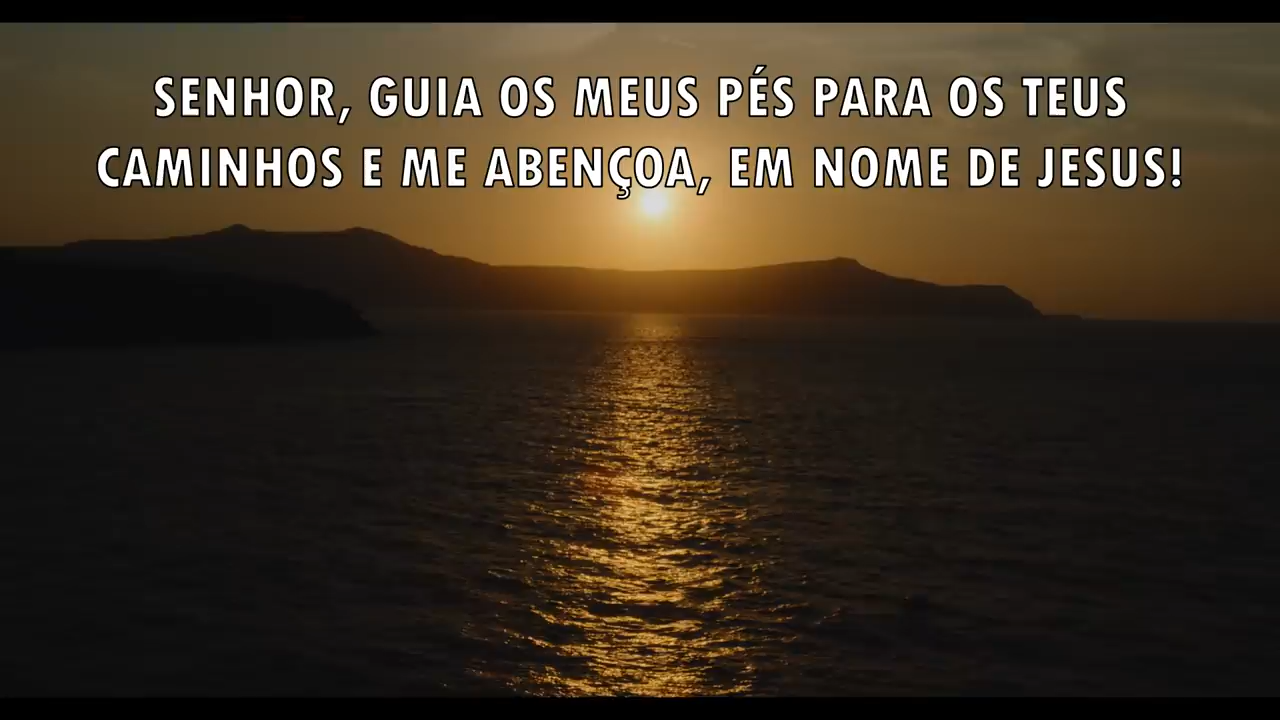 SENHOR, GUIA OS MEUS PÉS PARA OS TEUS
CAMINHOS E ME ABENÇOA, EM NOME DE JESUS!